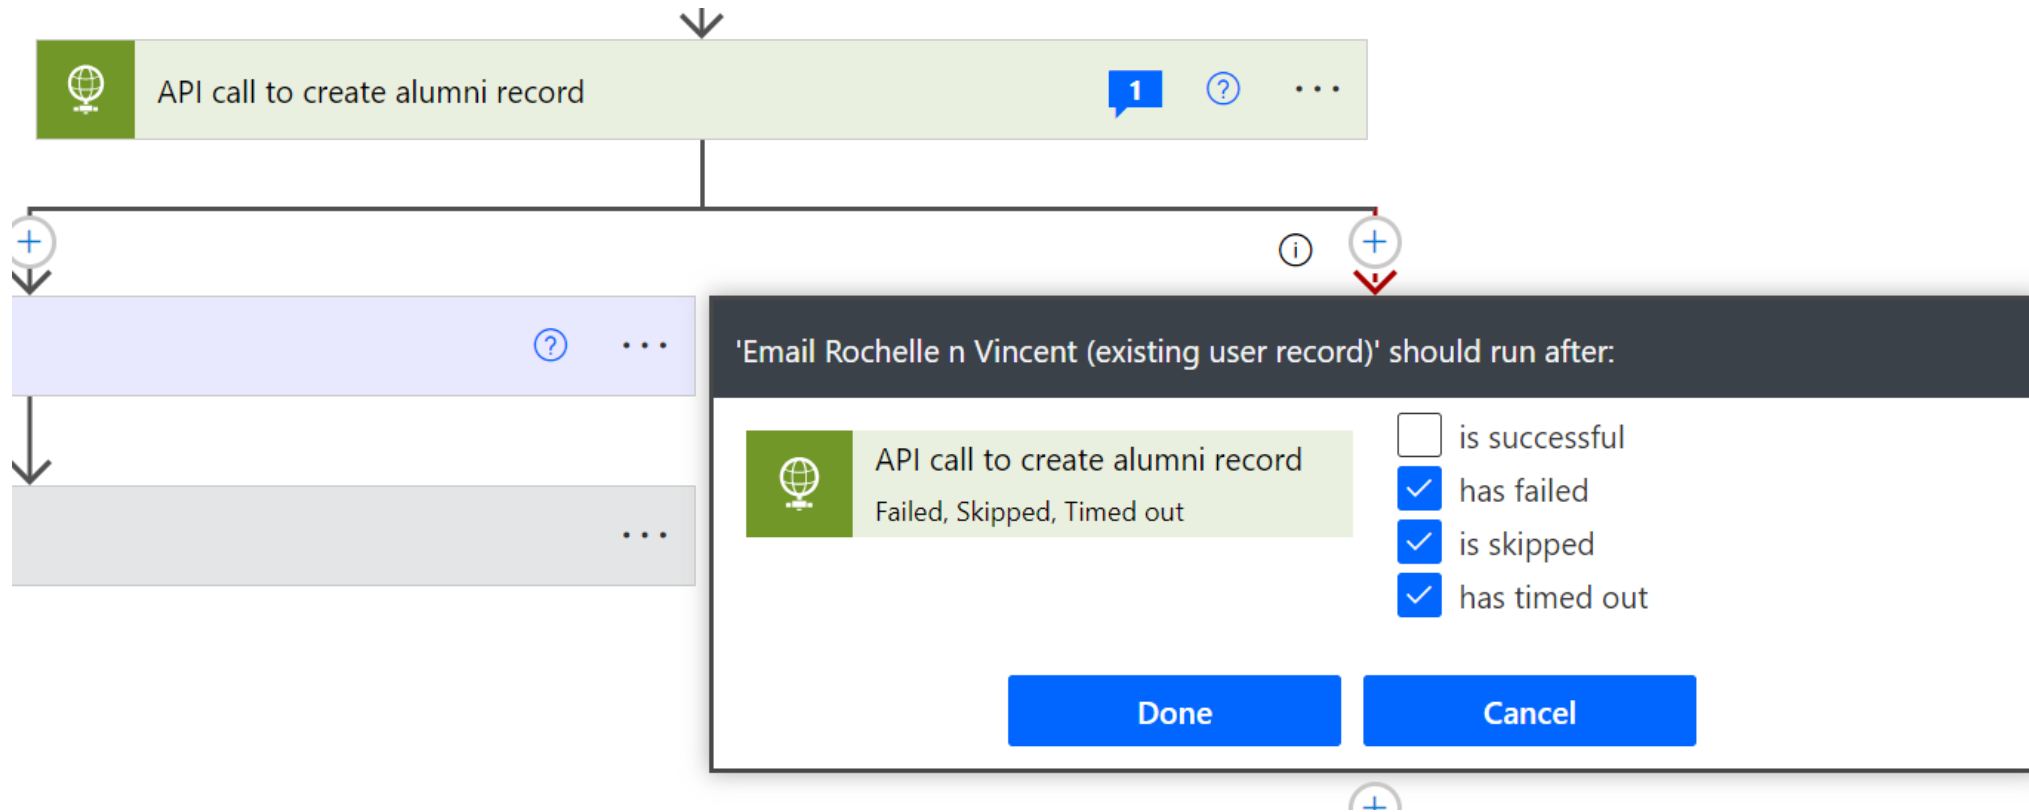 API call to create alumni record
1
'Email Rochelle n Vincent (existing user record)' should run after:
API call to create alumni record
Failed, Skipped, Timed out
is successful
has failed
is skipped
has timed out
Done
Cancel